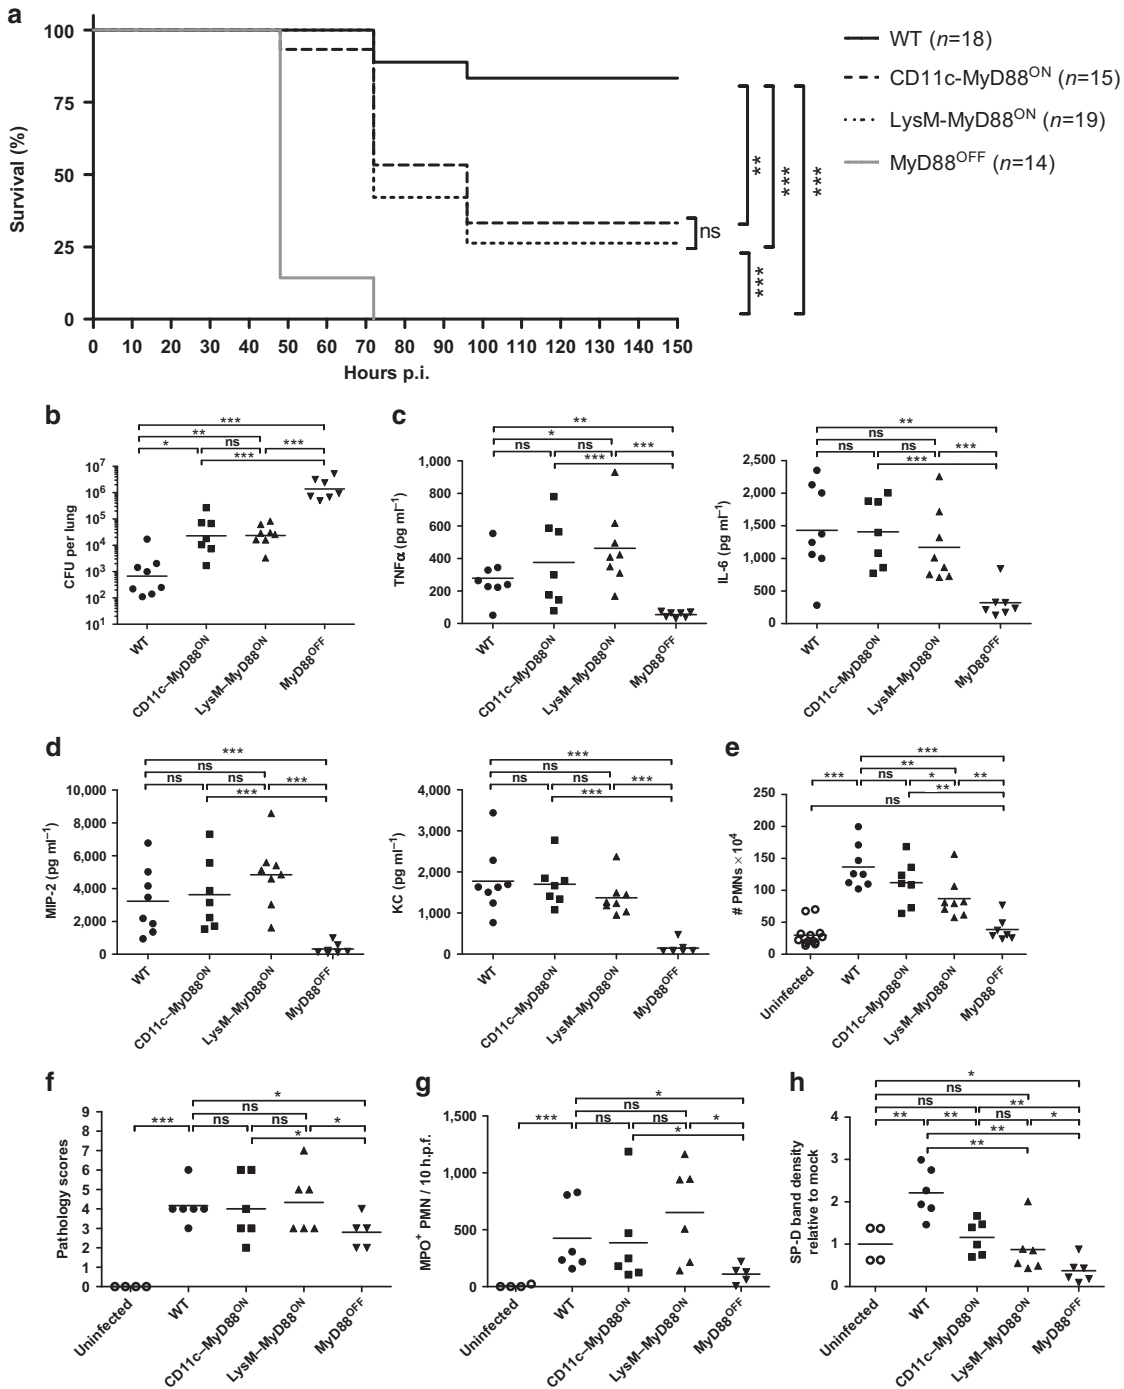 a
100
75
50
25
0
Survival (%)
0 10 20 30 40 50 60 70 80 90 100 110 120 130 140 150
Hours p.i.
ns
**
***
***
***
WT (n=18)
CD11c-MyD88ON (n=15)
LysM-MyD88ON (n=19)
MyD88OFF (n=14)
b
***
**
* ns ***
***
10⁷
10⁶
10⁵
10⁴
10³
10²
10¹
CFU per lung
WT
CD11c–MyD88ON
LysM–MyD88ON
MyD88OFF
c
**
*
ns ns ***
***
1,000
800
600
400
200
0
TNFα (pg ml⁻¹)
WT
CD11c–MyD88ON
LysM–MyD88ON
MyD88OFF
**
ns
ns ns ***
***
2,500
2,000
1,500
1,000
500
0
IL-6 (pg ml⁻¹)
WT
CD11c–MyD88ON
LysM–MyD88ON
MyD88OFF
d
***
ns
ns ns ***
***
10,000
8,000
6,000
4,000
2,000
0
MIP-2 (pg ml⁻¹)
WT
CD11c–MyD88ON
LysM–MyD88ON
MyD88OFF
***
ns
ns ns ***
***
4,000
3,000
2,000
1,000
0
KC (pg ml⁻¹)
WT
CD11c–MyD88ON
LysM–MyD88ON
MyD88OFF
e
***
**
*** ns * **
**
ns
250
200
150
100
50
0
# PMNs × 10⁴
Uninfected
WT
CD11c–MyD88ON
LysM–MyD88ON
MyD88OFF
f
*
ns
*** ns ns *
*
9
8
7
6
5
4
3
2
1
0
Pathology scores
Uninfected
WT
CD11c–MyD88ON
LysM–MyD88ON
MyD88OFF
g
*
ns
*** ns ns *
*
1,500
1,000
500
0
MPO⁺ PMN / 10 h.p.f.
Uninfected
WT
CD11c–MyD88ON
LysM–MyD88ON
MyD88OFF
h
*
ns
ns **
** ** ns *
**
**
4
3
2
1
0
SP-D band density
relative to mock
Uninfected
WT
CD11c–MyD88ON
LysM–MyD88ON
MyD88OFF